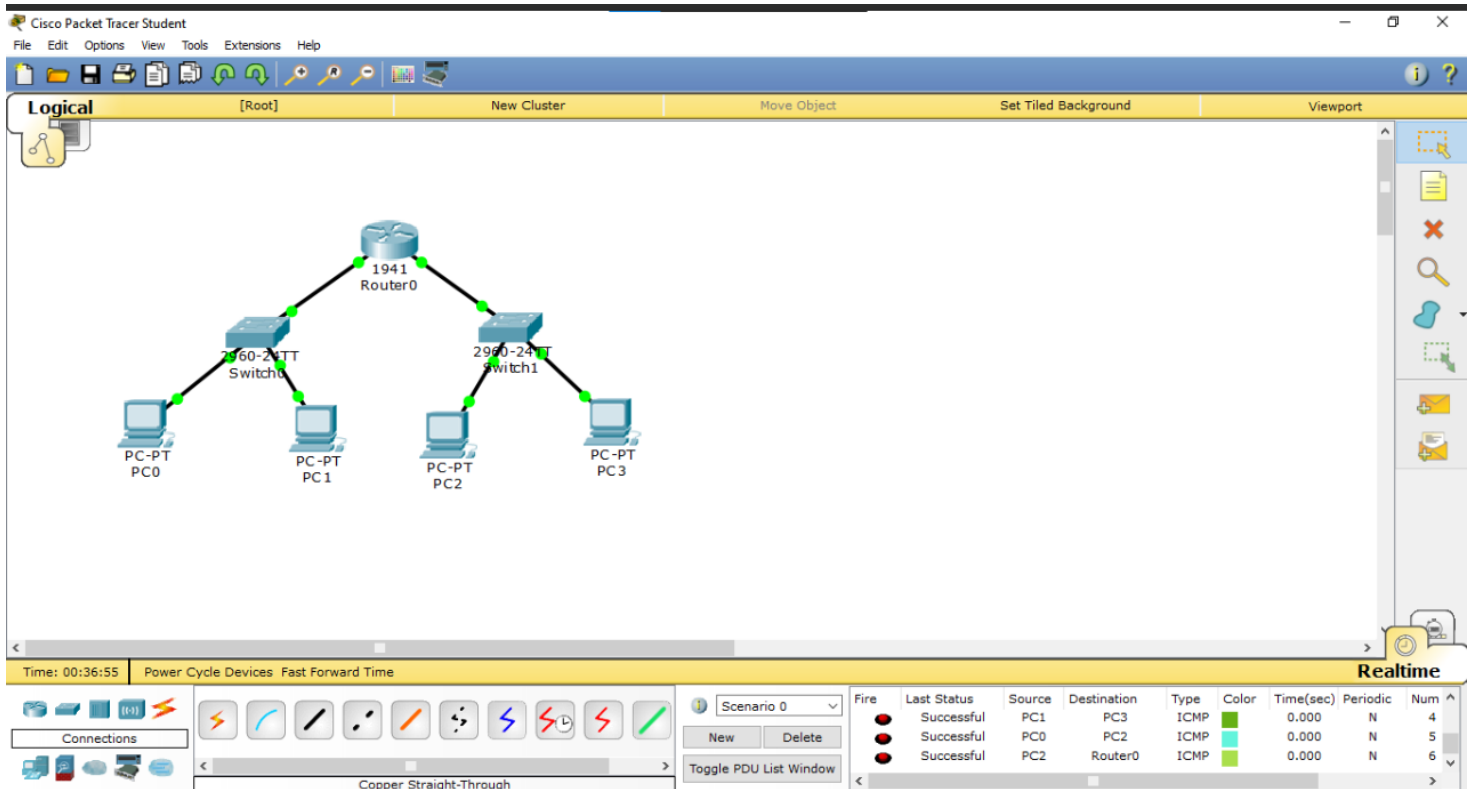 Cisco Packet Tracer Student
File Edit Options View Tools Extensions Help
Logical [Root] New Cluster Move Object Set Tiled Background Viewport
1941
Router0
2960-24TT
Switch0
2960-24TT
Switch1
PC-PT
PC0
PC-PT
PC1
PC-PT
PC2
PC-PT
PC3
Time: 00:36:55 Power Cycle Devices Fast Forward Time Realtime
Connections
Copper Straight-Through
Scenario 0
New Delete
Toggle PDU List Window
Fire Last Status Source Destination Type Color Time(sec) Periodic Num
Successful PC1 PC3 ICMP 0.000 N 4
Successful PC0 PC2 ICMP 0.000 N 5
Successful PC2 Router0 ICMP 0.000 N 6